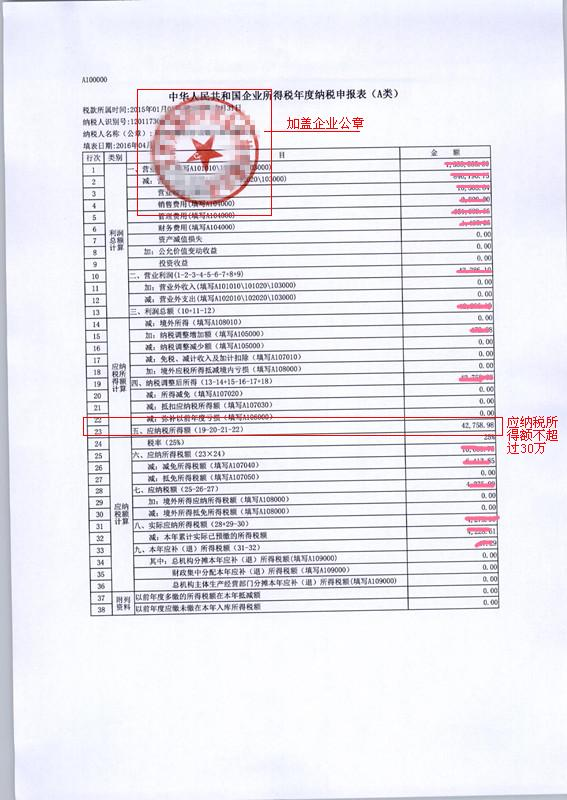 A100000
中华人民共和国企业所得税年度纳税申报表（A类）
税款所属时间:2015年01月 月31日
纳税人识别号:12011730
纳税人名称（公章）:
加盖企业公章
填表日期:2016年04月
行次 类别 目 金 额
1 一、营业 (填写A101010\ 03000)
2 减：营 020\103000)
3 营业
4 销售费用(填写A104000)
5 管理费用(填写A104000)
6 财务费用(填写A104000) 0.00
7 资产减值损失 0.00
8 加：公允价值变动收益 0.00
9 投资收益
10 二、营业利润(1-2-3-4-5-6-7+8+9) 0.00
11 加：营业外收入(填写A101010\101020\103000) 0.00
12 减：营业外支出(填写A102010\102020\103000)
13 三、利润总额（10+11-12） 0.00
14 减：境外所得（填写A108010）
15 加：纳税调整增加额（填写A105000） 0.00
16 减：纳税调整减少额（填写A105000） 0.00
17 减：免税、减计收入及加计扣除（填写A107010） 0.00
18 加：境外应税所得抵减境内亏损（填写A108000）
19 四、纳税调整后所得（13-14+15-16-17+18） 0.00
20 减：所得减免（填写A107020） 0.00
21 减：抵扣应纳税所得额（填写A107030） 0.00
22 减：弥补以前年度亏损（填写A106000）
23 五、应纳税所得额（19-20-21-22） 42,758.98
应纳税所得额不超过30万
24 税率（25%） 25%
25 六、应纳所得税额（23×24）
26 减：减免所得税额（填写A107040）
27 减：抵免所得税额（填写A107050） 0.00
28 七、应纳税额（25-26-27）
29 加：境外所得应纳所得税额（填写A108000） 0.00
30 减：境外所得抵免所得税额（填写A108000） 0.00
31 八、实际应纳所得税额（28+29-30）
32 减：本年累计实际已预缴的所得税额
33 九、本年应补（退）所得税额（31-32）
34 其中：总机构分摊本年应补（退）所得税额(填写A109000) 0.00
35 财政集中分配本年应补（退）所得税额（填写A109000） 0.00
36 总机构主体生产经营部门分摊本年应补（退）所得税额(填写A109000) 0.00
37 以前年度多缴的所得税额在本年抵减额 0.00
38 以前年度应缴未缴在本年入库所得税额 0.00
利润总额计算
应纳税所得额计算
应纳税额计算
附列资料